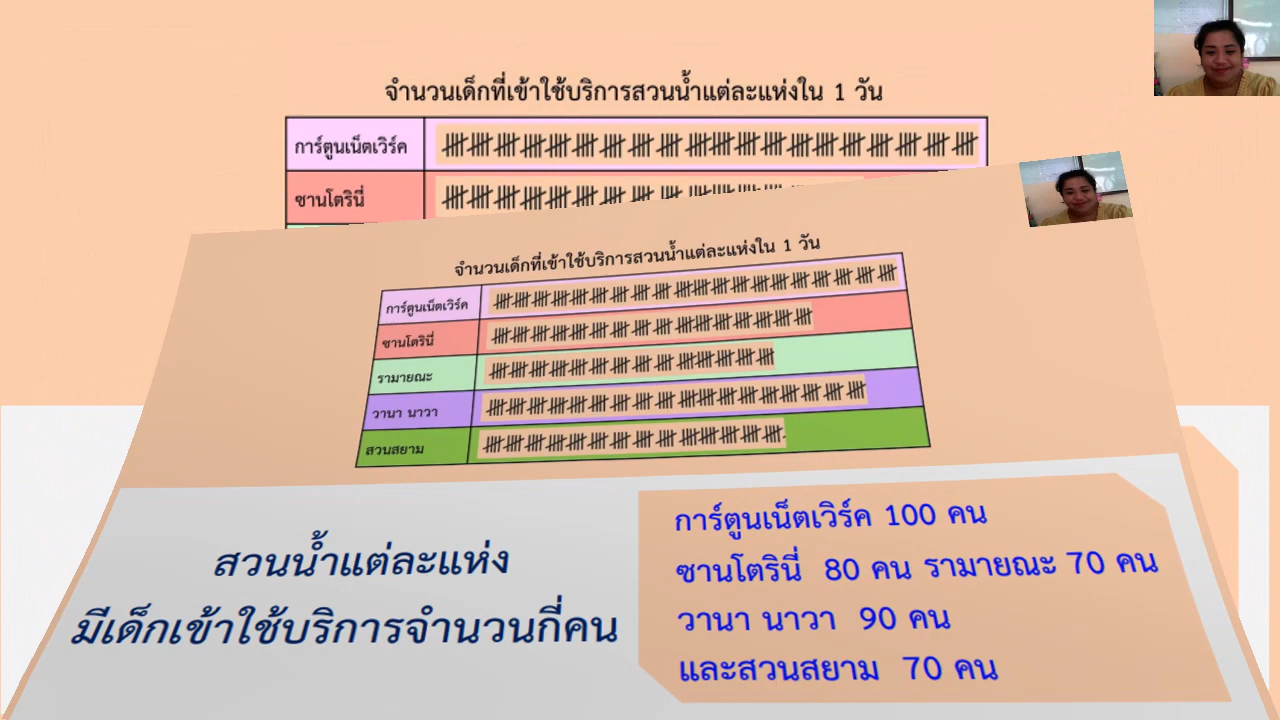 จำนวนเด็กที่เข้าใช้บริการสวนน้ำแต่ละแห่งใน 1 วัน
การ์ตูนเน็ตเวิร์ค
ซานโตรินี่
จำนวนเด็กที่เข้าใช้บริการสวนน้ำแต่ละแห่งใน 1 วัน
การ์ตูนเน็ตเวิร์ค
ซานโตรินี่
รามายณะ
วานา นาวา
สวนสยาม
สวนน้ำแต่ละแห่ง
มีเด็กเข้าใช้บริการจำนวนกี่คน
การ์ตูนเน็ตเวิร์ค 100 คน
ซานโตรินี่ 80 คน รามายณะ 70 คน
วานา นาวา 90 คน
และสวนสยาม 70 คน